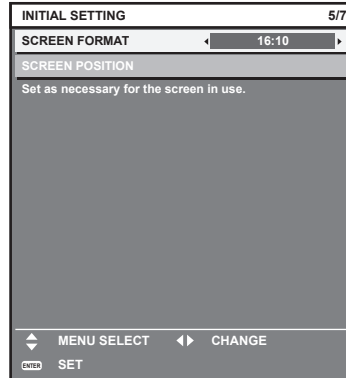 INITIAL SETTING 5/7
SCREEN FORMAT 16:10
SCREEN POSITION
Set as necessary for the screen in use.
MENU SELECT CHANGE
ENTER SET